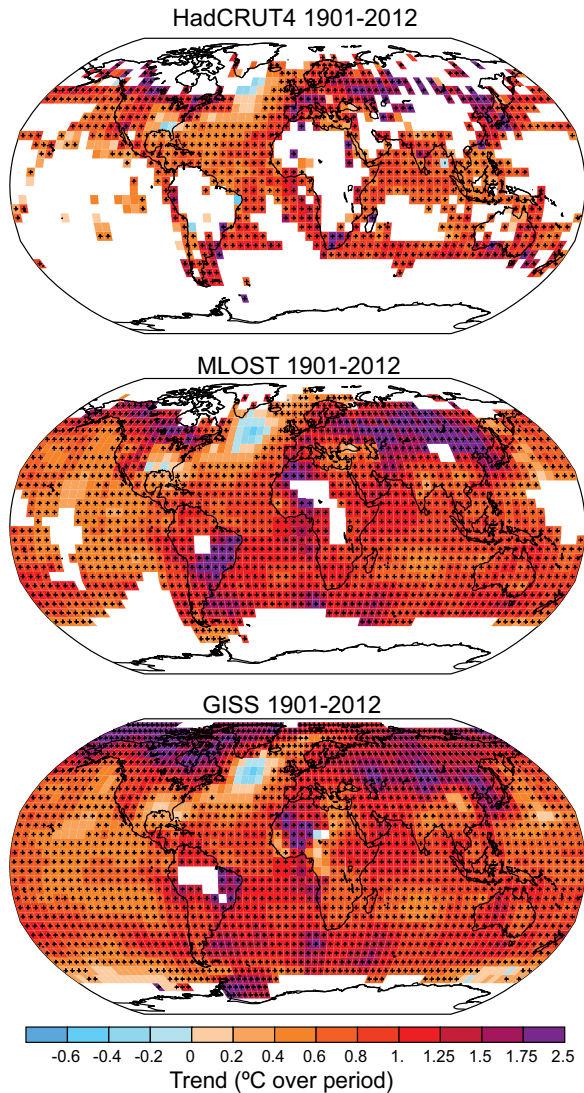 HadCRUT4 1901-2012
MLOST 1901-2012
GISS 1901-2012
-0.6 -0.4 -0.2 0 0.2 0.4 0.6 0.8 1. 1.25 1.5 1.75 2.5
Trend (ºC over period)